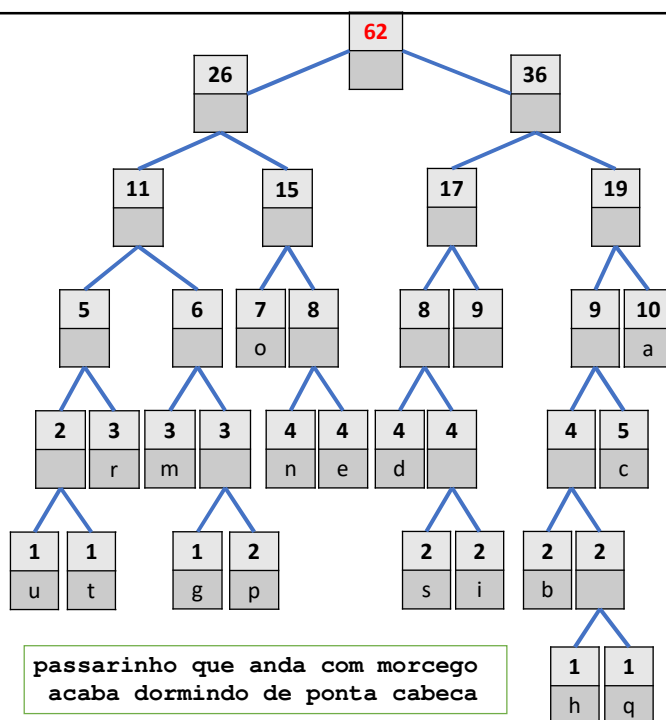 62
26 36
11 15 17 19
5 6 7 8 8 9 9 10
o a
2 3 3 3 4 4 4 4 4 5
r m n e d c
1 1 1 2 2 2 2 2
u t g p s i b
passarinho que anda com morcego
acaba dormindo de ponta cabeca
1 1
h q